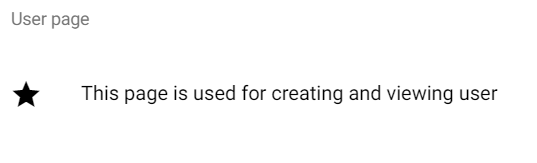 User page
This page is used for creating and viewing user